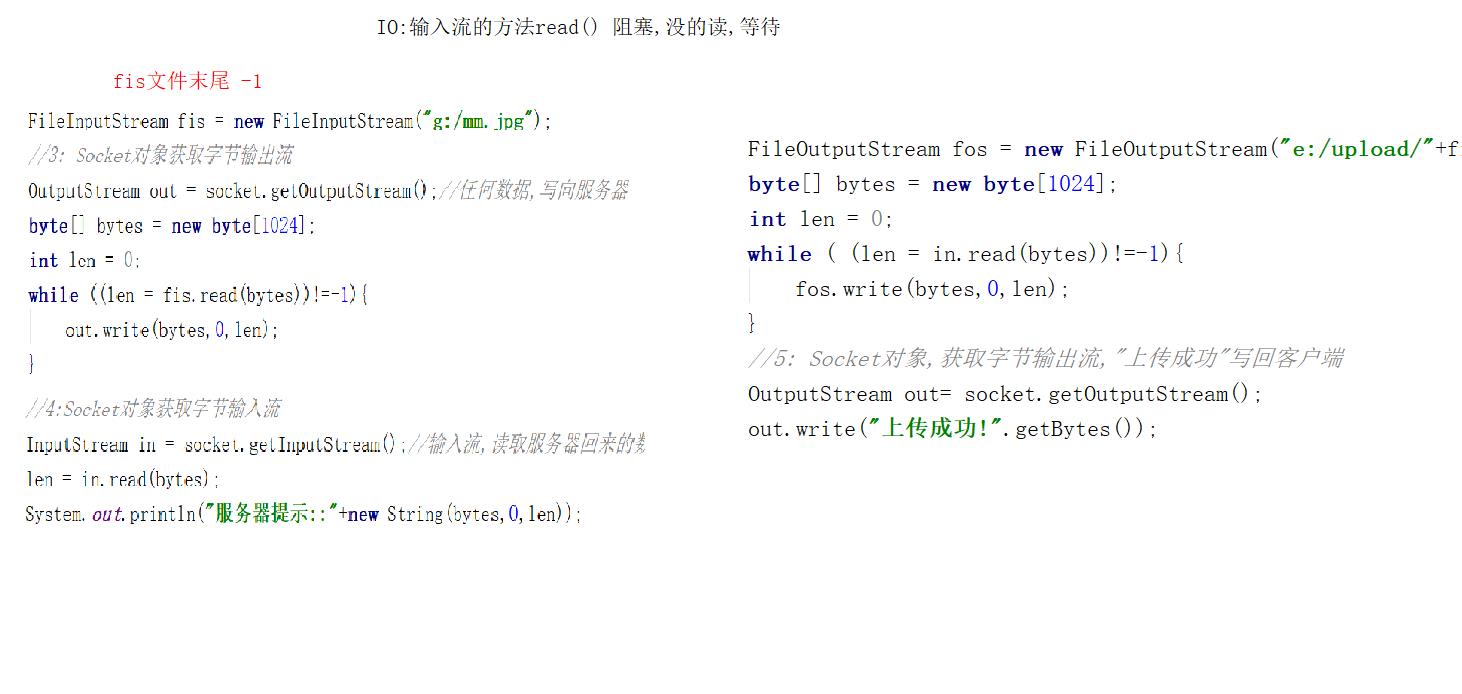 IO:输入流的方法read() 阻塞,没的读,等待
fis文件末尾 -1
FileInputStream fis = new FileInputStream("g:/mm.jpg");
//3: Socket对象获取字节输出流
OutputStream out = socket.getOutputStream();//任何数据,写向服务器
byte[] bytes = new byte[1024];
int len = 0;
while ((len = fis.read(bytes))!=-1){
out.write(bytes,0,len);
}
//4:Socket对象获取字节输入流
InputStream in = socket.getInputStream();//输入流,读取服务器回来的数
len = in.read(bytes);
System.out.println("服务器提示::"+new String(bytes,0,len));
FileOutputStream fos = new FileOutputStream("e:/upload/"+f
byte[] bytes = new byte[1024];
int len = 0;
while ( (len = in.read(bytes))!=-1){
fos.write(bytes,0,len);
}
//5: Socket对象,获取字节输出流,"上传成功"写回客户端
OutputStream out= socket.getOutputStream();
out.write("上传成功!".getBytes());